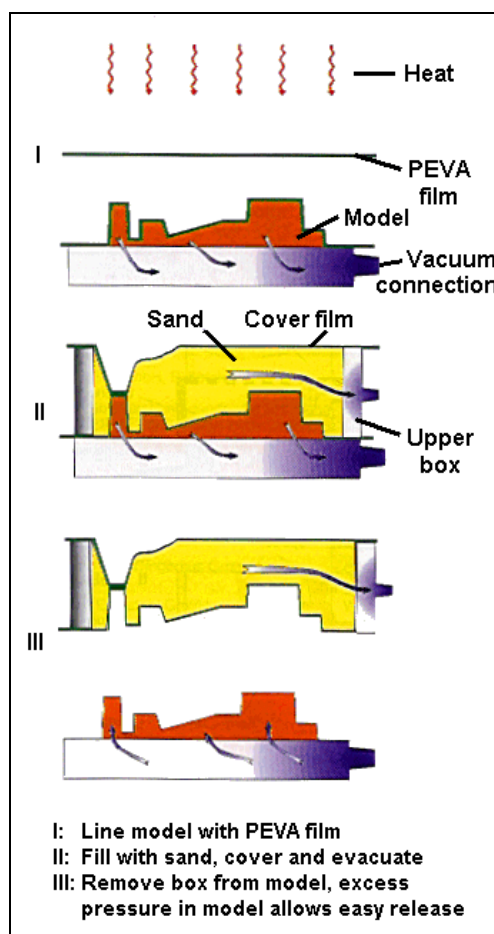 Heat
I
PEVA
film
Model
Vacuum
connection
Sand
Cover film
II
Upper
box
III
I: Line model with PEVA film
II: Fill with sand, cover and evacuate
III: Remove box from model, excess
pressure in model allows easy release